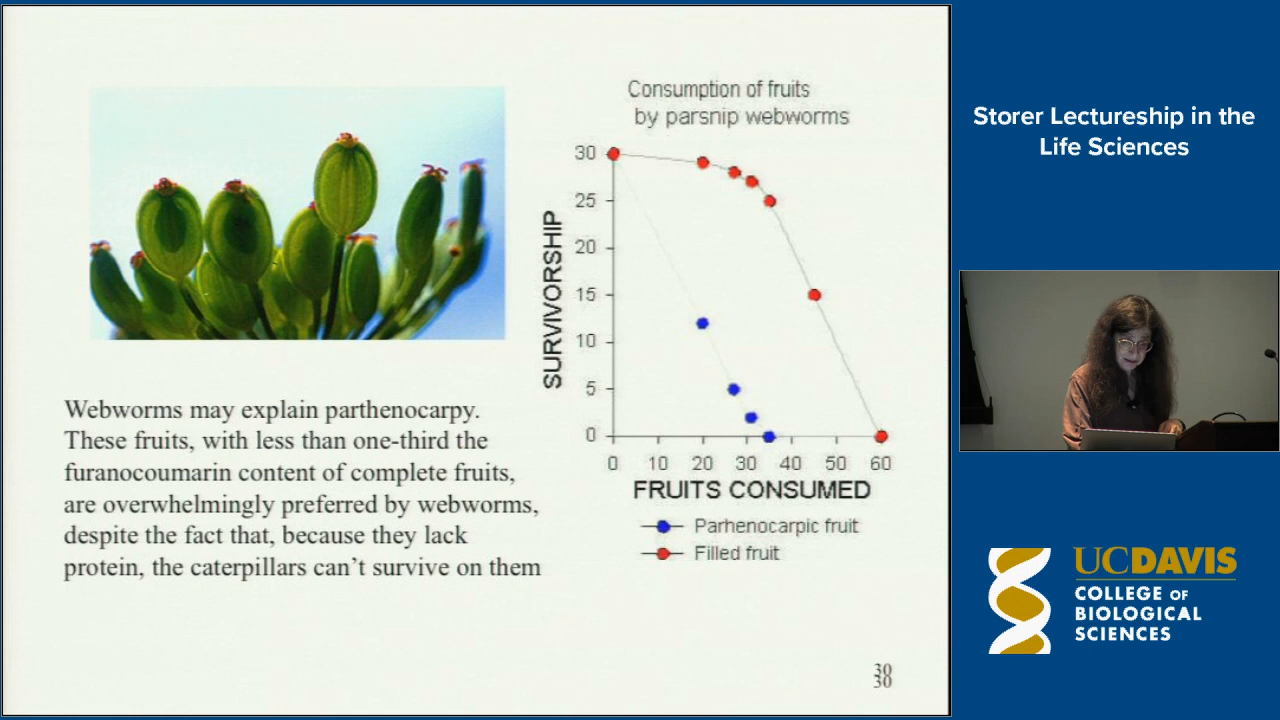 Consumption of fruits
by parsnip webworms
30
25
20
15
10
5
0
SURVIVORSHIP
0 10 20 30 40 50 60
FRUITS CONSUMED
Parhenocarpic fruit
Filled fruit
Webworms may explain parthenocarpy.
These fruits, with less than one-third the
furanocoumarin content of complete fruits,
are overwhelmingly preferred by webworms,
despite the fact that, because they lack
protein, the caterpillars can't survive on them
30
30
Storer Lectureship in the
Life Sciences
UCDAVIS
COLLEGE OF
BIOLOGICAL
SCIENCES